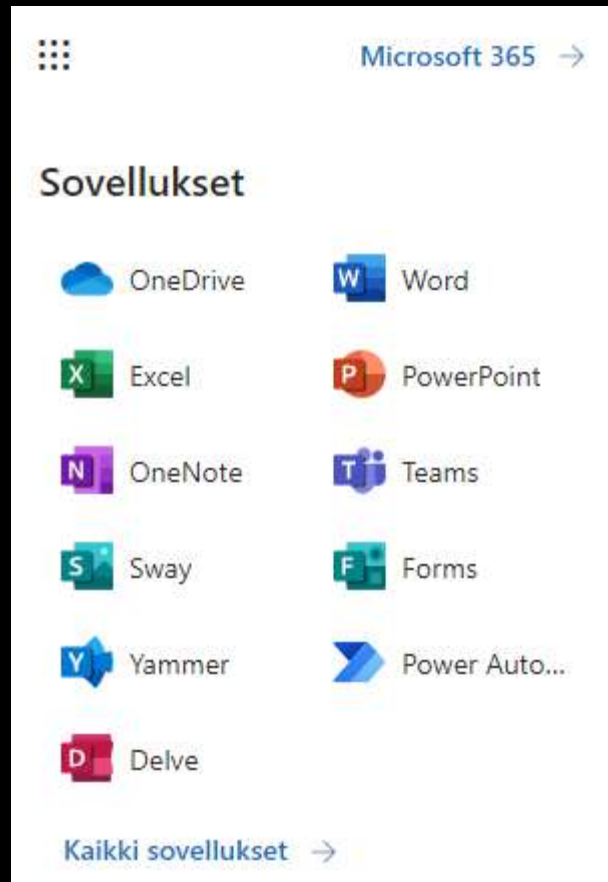 Microsoft 365 →
Sovellukset
OneDrive Word
Excel PowerPoint
OneNote Teams
Sway Forms
Yammer Power Auto...
Delve
Kaikki sovellukset →